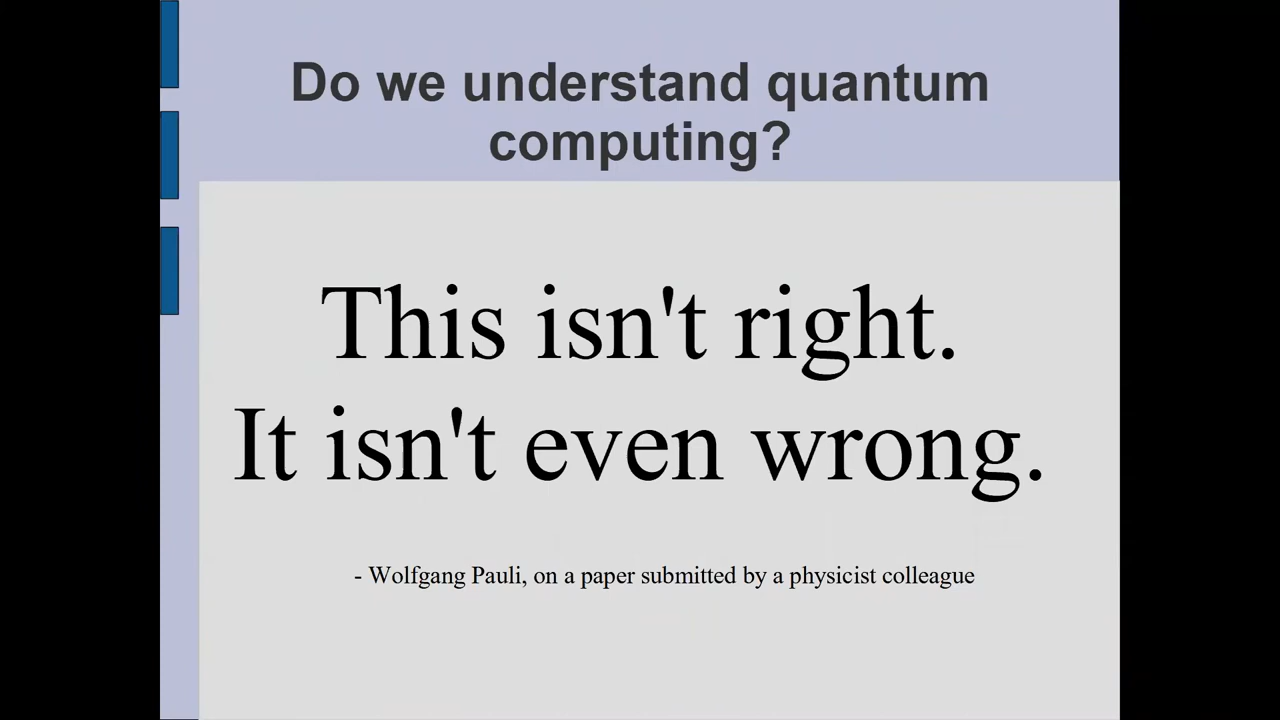 Do we understand quantum
computing?
This isn't right.
It isn't even wrong.
- Wolfgang Pauli, on a paper submitted by a physicist colleague